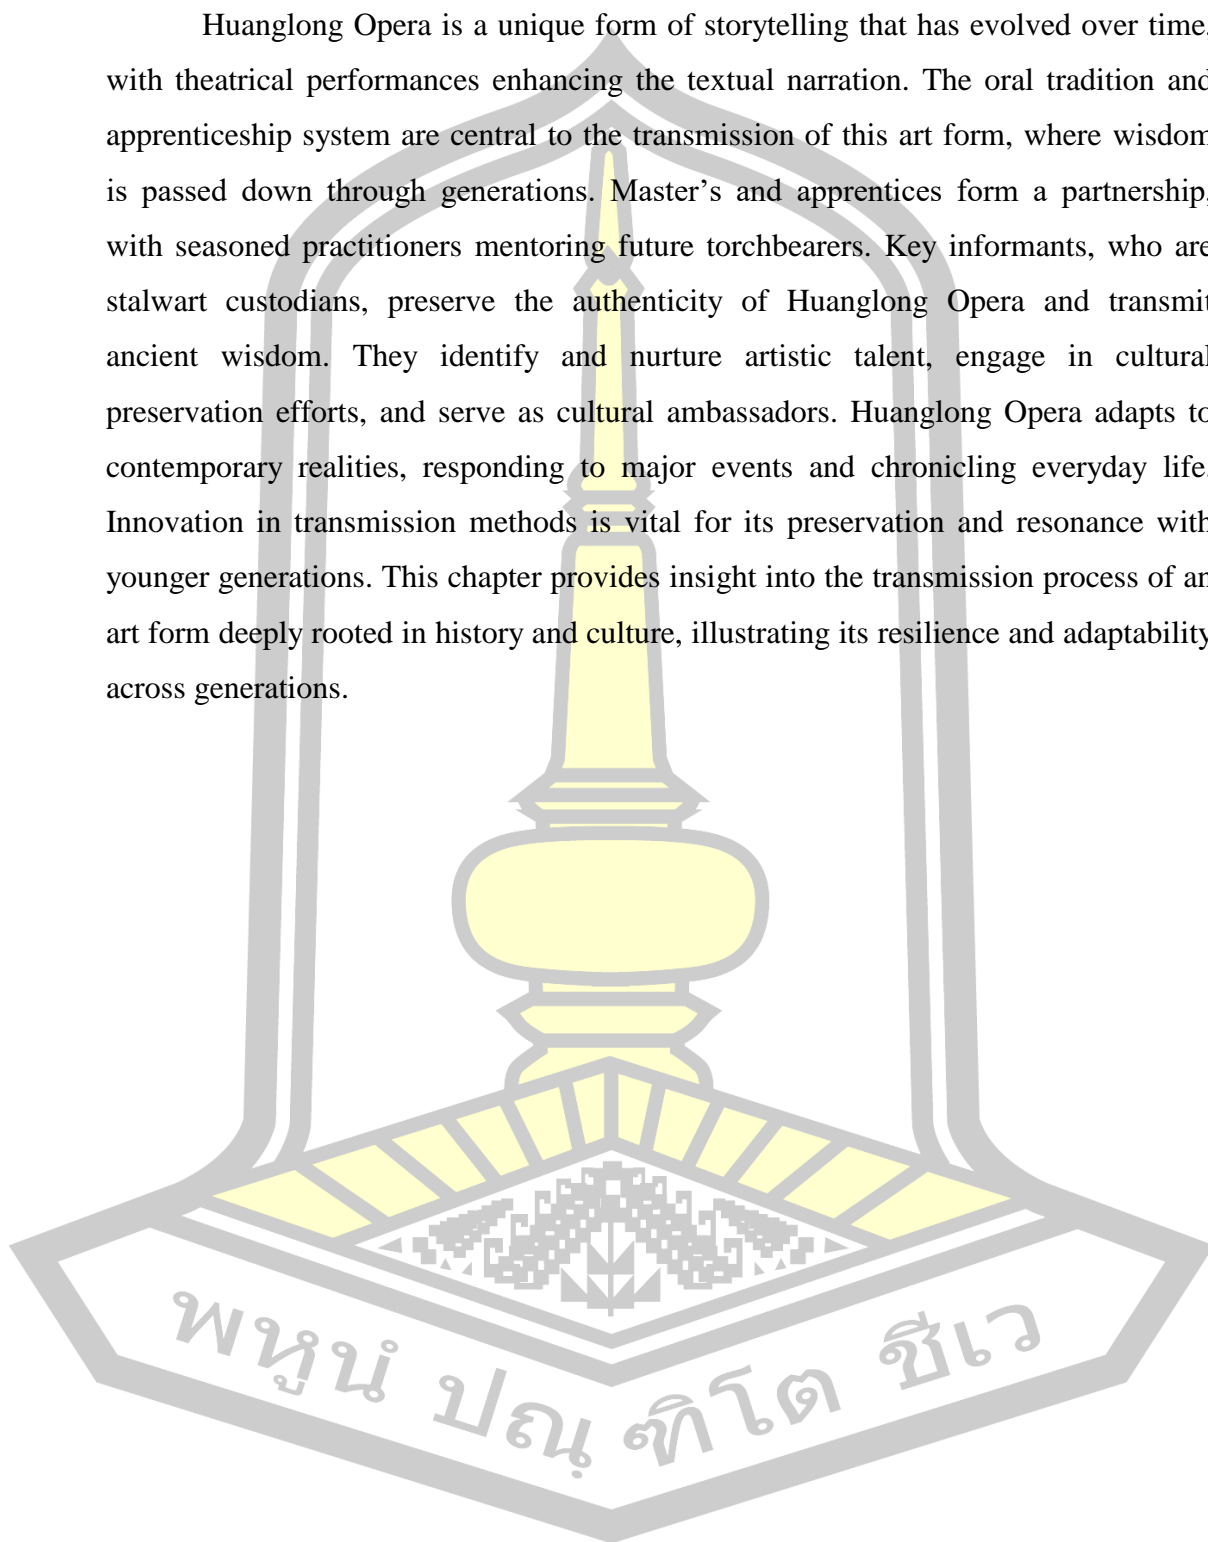 Huanglong Opera is a unique form of storytelling that has evolved over time,
with theatrical performances enhancing the textual narration. The oral tradition and
apprenticeship system are central to the transmission of this art form, where wisdom
is passed down through generations. Master’s and apprentices form a partnership,
with seasoned practitioners mentoring future torchbearers. Key informants, who are
stalwart custodians, preserve the authenticity of Huanglong Opera and transmit
ancient wisdom. They identify and nurture artistic talent, engage in cultural
preservation efforts, and serve as cultural ambassadors. Huanglong Opera adapts to
contemporary realities, responding to major events and chronicling everyday life.
Innovation in transmission methods is vital for its preservation and resonance with
younger generations. This chapter provides insight into the transmission process of an
art form deeply rooted in history and culture, illustrating its resilience and adaptability
across generations.
พหูนํ ปณฺฑิโต ชีเว